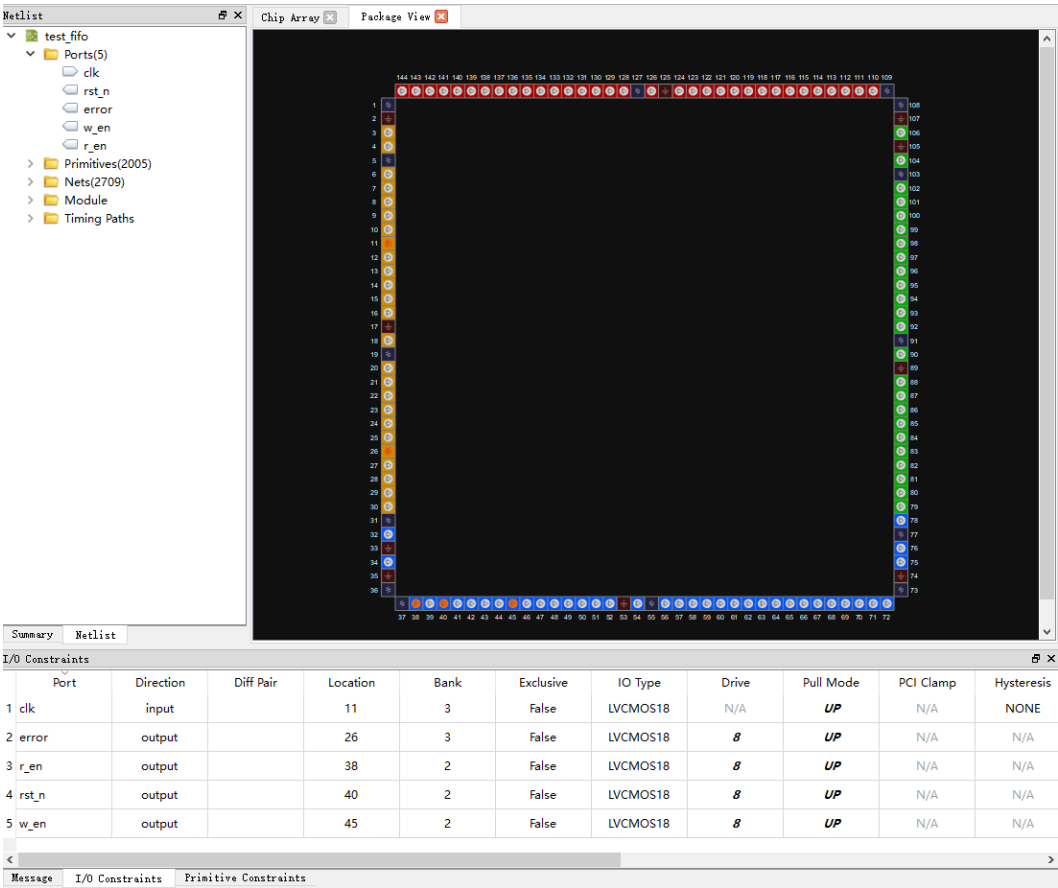 Netlist
Chip Array
Package View
test_fifo
Ports(5)
clk
rst_n
error
w_en
r_en
Primitives(2005)
Nets(2709)
Module
Timing Paths
144 143 142 141 140 139 138 137 136 135 134 133 132 131 130 129 128 127 126 125 124 123 122 121 120 119 118 117 116 115 114 113 112 111 110 109
1 108
2 107
3 106
4 105
5 104
6 103
7 102
8 101
9 100
10 99
11 98
12 97
13 96
14 95
15 94
16 93
17 92
18 91
19 90
20 89
21 88
22 87
23 86
24 85
25 84
26 83
27 82
28 81
29 80
30 79
31 78
32 77
33 76
34 75
35 74
36 73
37 38 39 40 41 42 43 44 45 46 47 48 49 50 51 52 53 54 55 56 57 58 59 60 61 62 63 64 65 66 67 68 69 70 71 72
Summary Netlist
I/O Constraints
Port Direction Diff Pair Location Bank Exclusive IO Type Drive Pull Mode PCI Clamp Hysteresis
1 clk input 11 3 False LVCMOS18 N/A UP N/A NONE
2 error output 26 3 False LVCMOS18 8 UP N/A N/A
3 r_en output 38 2 False LVCMOS18 8 UP N/A N/A
4 rst_n output 40 2 False LVCMOS18 8 UP N/A N/A
5 w_en output 45 2 False LVCMOS18 8 UP N/A N/A
Message I/O Constraints Primitive Constraints